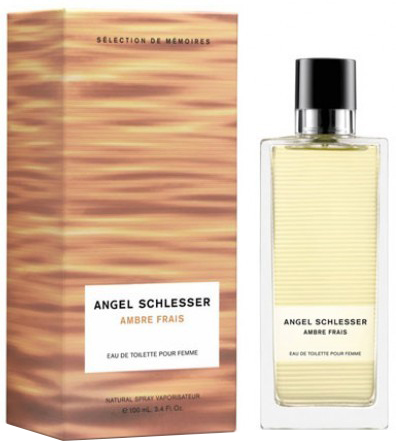 SÉLECTION DE MÉMOIRES
ANGEL SCHLESSER
AMBRE FRAIS
EAU DE TOILETTE POUR FEMME
NATURAL SPRAY VAPORISATEUR
℮ 100 mL. 3.4 Fl. Oz.
ANGEL SCHLESSER
AMBRE FRAIS
EAU DE TOILETTE POUR FEMME